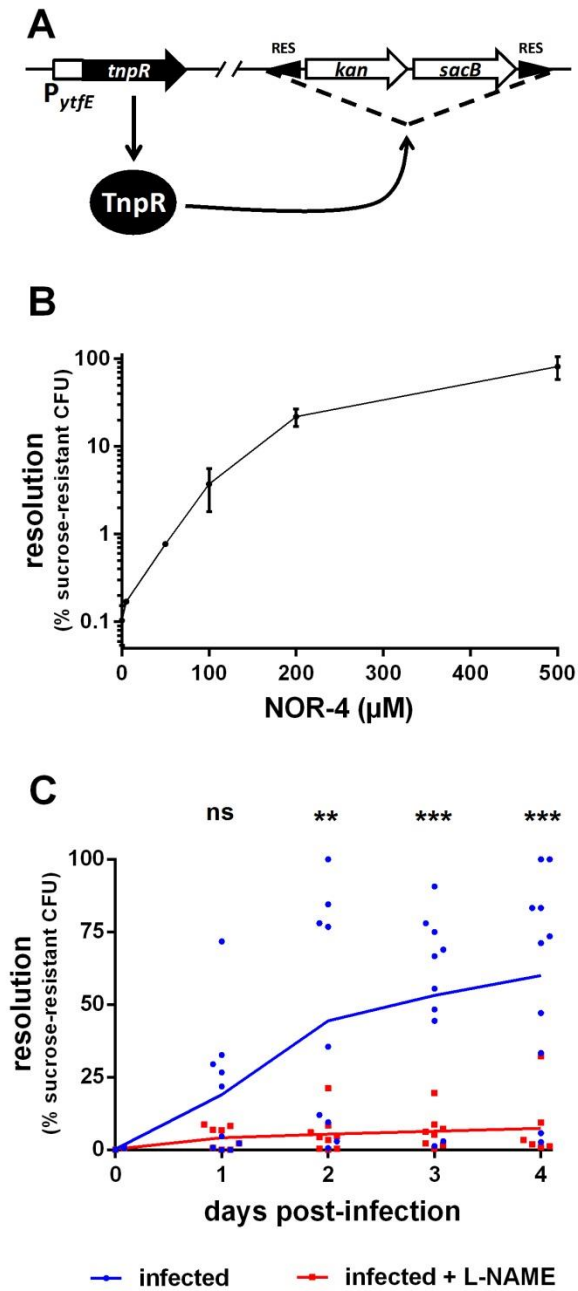 A
RES
RES
tnpR
kan
sacB
PytfE
TnpR
B
resolution
(% sucrose-resistant CFU)
100
10
1
0.1
0
100
200
300
400
500
NOR-4 (µM)
C
ns
**
***
***
resolution
(% sucrose-resistant CFU)
100
75
50
25
0
0
1
2
3
4
days post-infection
infected
infected + L-NAME